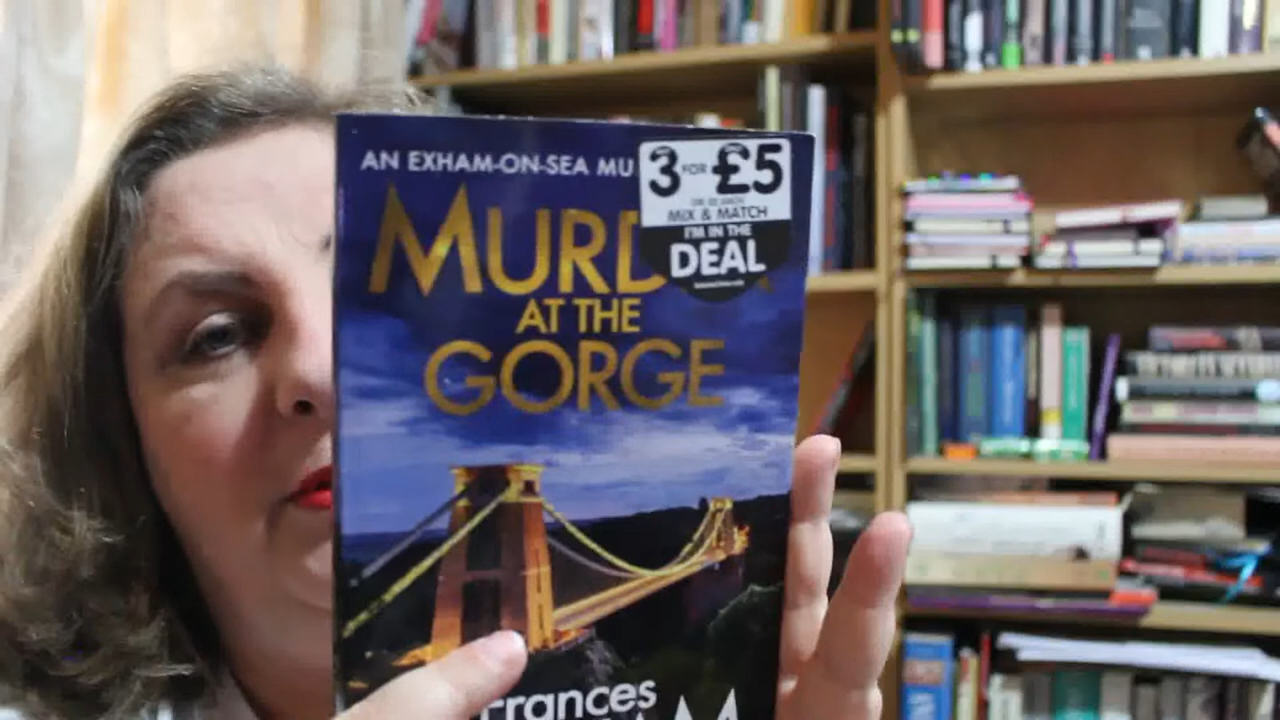 AN EXHAM-ON-SEA MU
MURD
AT THE
GORGE
3 FOR £5
MIX & MATCH
I'M IN THE
DEAL
Frances